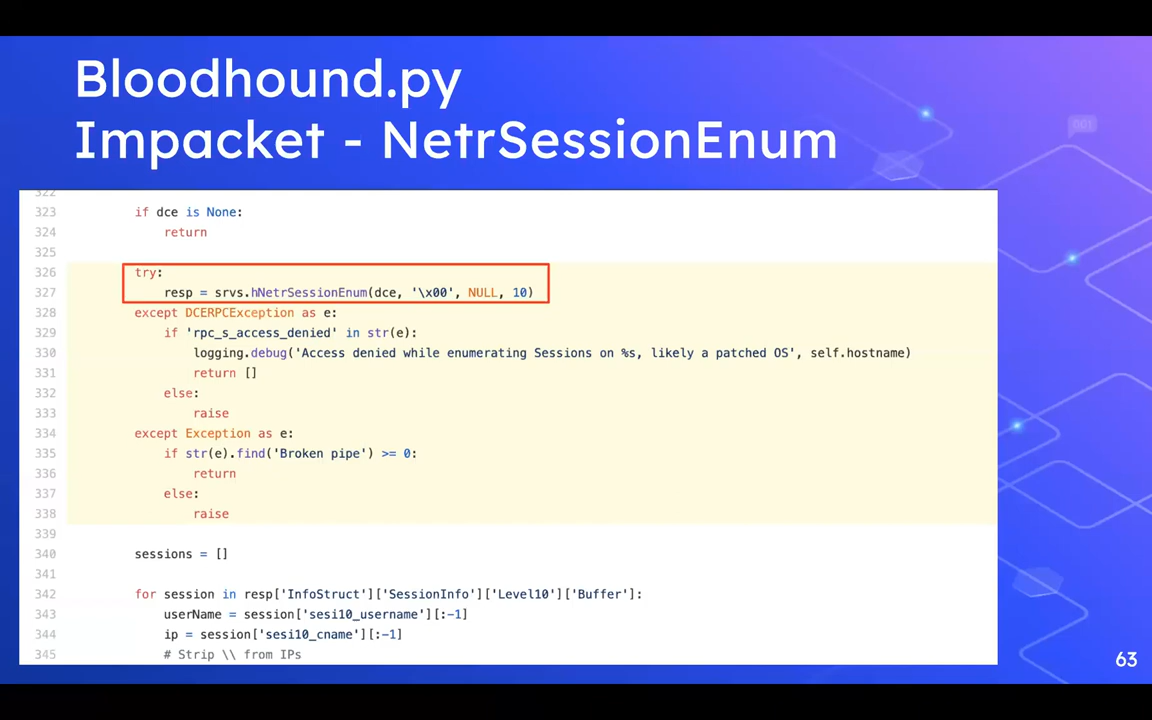 Bloodhound.py
Impacket - NetrSessionEnum
001
322
323 if dce is None:
324 return
325
326 try:
327 resp = srvs.hNetrSessionEnum(dce, '\x00', NULL, 10)
328 except DCERPCException as e:
329 if 'rpc_s_access_denied' in str(e):
330 logging.debug('Access denied while enumerating Sessions on %s, likely a patched OS', self.hostname)
331 return []
332 else:
333 raise
334 except Exception as e:
335 if str(e).find('Broken pipe') >= 0:
336 return
337 else:
338 raise
339
340 sessions = []
341
342 for session in resp['InfoStruct']['SessionInfo']['Level10']['Buffer']:
343 userName = session['sesi10_username'][:-1]
344 ip = session['sesi10_cname'][:-1]
345 # Strip \\ from IPs
63